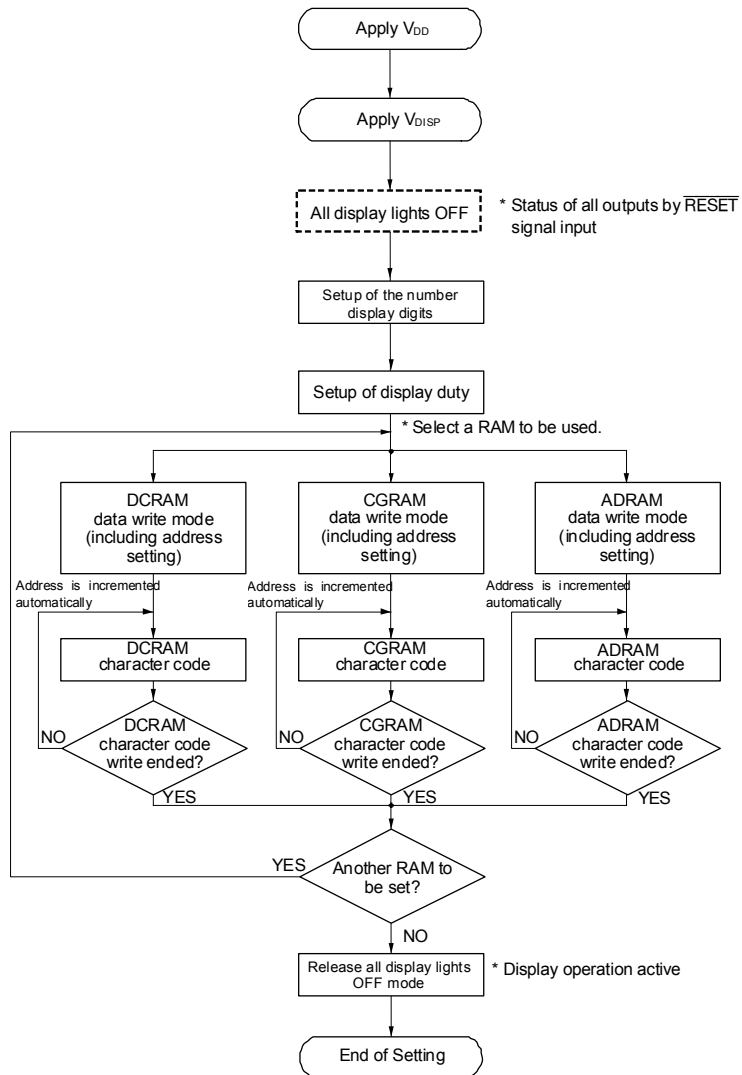 Apply VDD
Apply VDISP
All display lights OFF
* Status of all outputs by RESET
signal input
Setup of the number
display digits
Setup of display duty
* Select a RAM to be used.
DCRAM
data write mode
(including address
setting)
CGRAM
data write mode
(including address
setting)
ADRAM
data write mode
(including address
setting)
Address is incremented
automatically
Address is incremented
automatically
Address is incremented
automatically
DCRAM
character code
CGRAM
character code
ADRAM
character code
NO
DCRAM
character code
write ended?
NO
CGRAM
character code
write ended?
NO
ADRAM
character code
write ended?
YES
YES
YES
YES
Another RAM to
be set?
NO
Release all display lights
OFF mode
* Display operation active
End of Setting